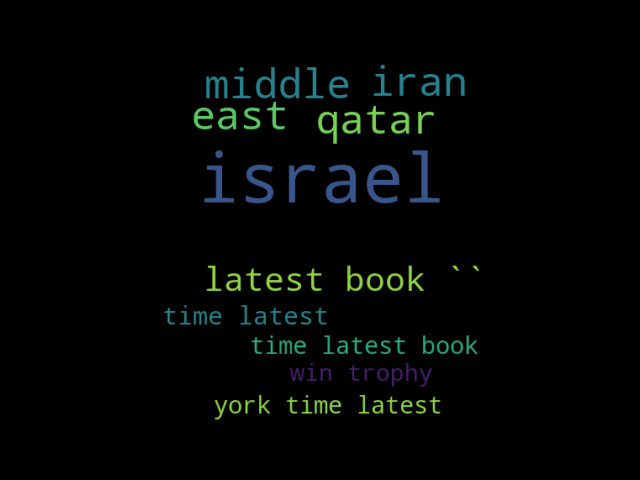 middle iran
east qatar
israel
latest book ``
time latest
time latest book
win trophy
york time latest